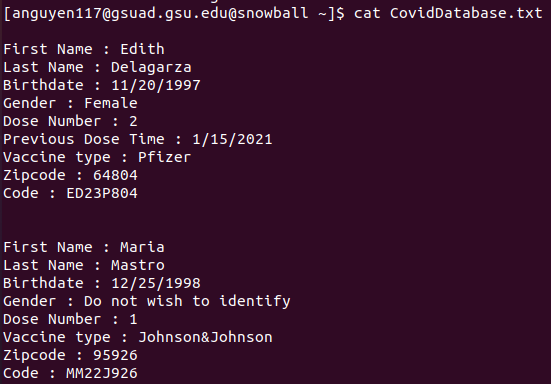 [anguyen117@gsuad.gsu.edu@snowball ~]$ cat CovidDatabase.txt
First Name : Edith
Last Name : Delagarza
Birthdate : 11/20/1997
Gender : Female
Dose Number : 2
Previous Dose Time : 1/15/2021
Vaccine type : Pfizer
Zipcode : 64804
Code : ED23P804
First Name : Maria
Last Name : Mastro
Birthdate : 12/25/1998
Gender : Do not wish to identify
Dose Number : 1
Vaccine type : Johnson&Johnson
Zipcode : 95926
Code : MM22J926